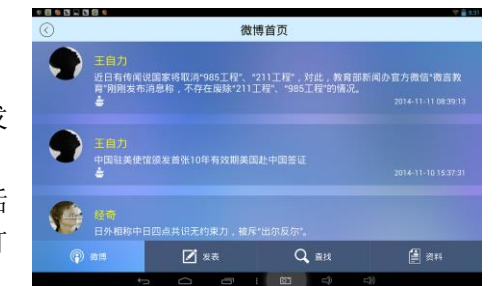 微博首页
王自力
近日有传闻说国家将取消“985工程”、“211工程”，对此，教育部新闻办官方微信“微言教
育”刚刚发布消息称，不存在废除“211工程”、“985工程”的情况。
2014-11-11 08:39:13
王自力
中国驻美使馆颁发首张10年有效期美国赴中国签证
2014-11-10 15:37:31
经奇
日外相称中日四点共识无约束力，被斥“出尔反尔”。
微博
发表
查找
资料